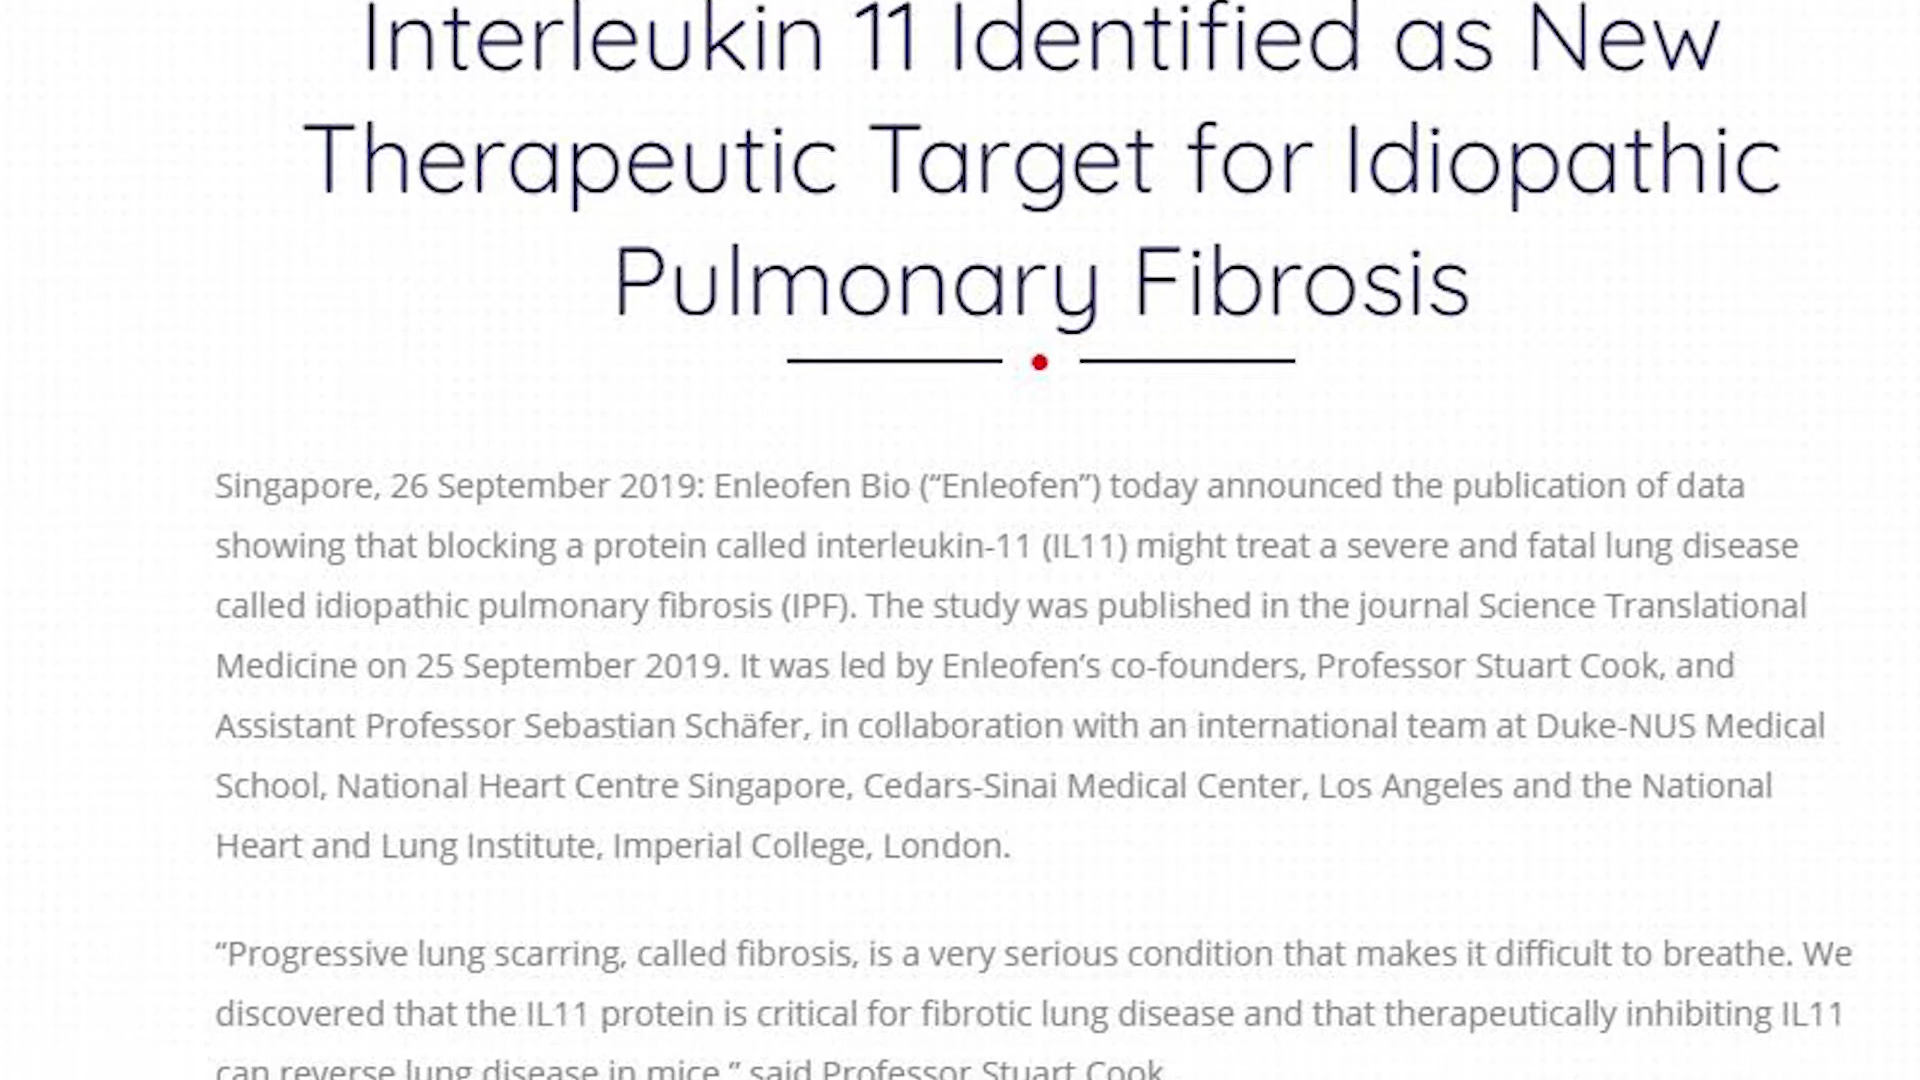 Interleukin 11 Identified as New
Therapeutic Target for Idiopathic
Pulmonary Fibrosis
Singapore, 26 September 2019: Enleofen Bio (“Enleofen”) today announced the publication of data
showing that blocking a protein called interleukin-11 (IL11) might treat a severe and fatal lung disease
called idiopathic pulmonary fibrosis (IPF). The study was published in the journal Science Translational
Medicine on 25 September 2019. It was led by Enleofen’s co-founders, Professor Stuart Cook, and
Assistant Professor Sebastian Schäfer, in collaboration with an international team at Duke-NUS Medical
School, National Heart Centre Singapore, Cedars-Sinai Medical Center, Los Angeles and the National
Heart and Lung Institute, Imperial College, London.
“Progressive lung scarring, called fibrosis, is a very serious condition that makes it difficult to breathe. We
discovered that the IL11 protein is critical for fibrotic lung disease and that therapeutically inhibiting IL11
can reverse lung disease in mice,” said Professor Stuart Cook.